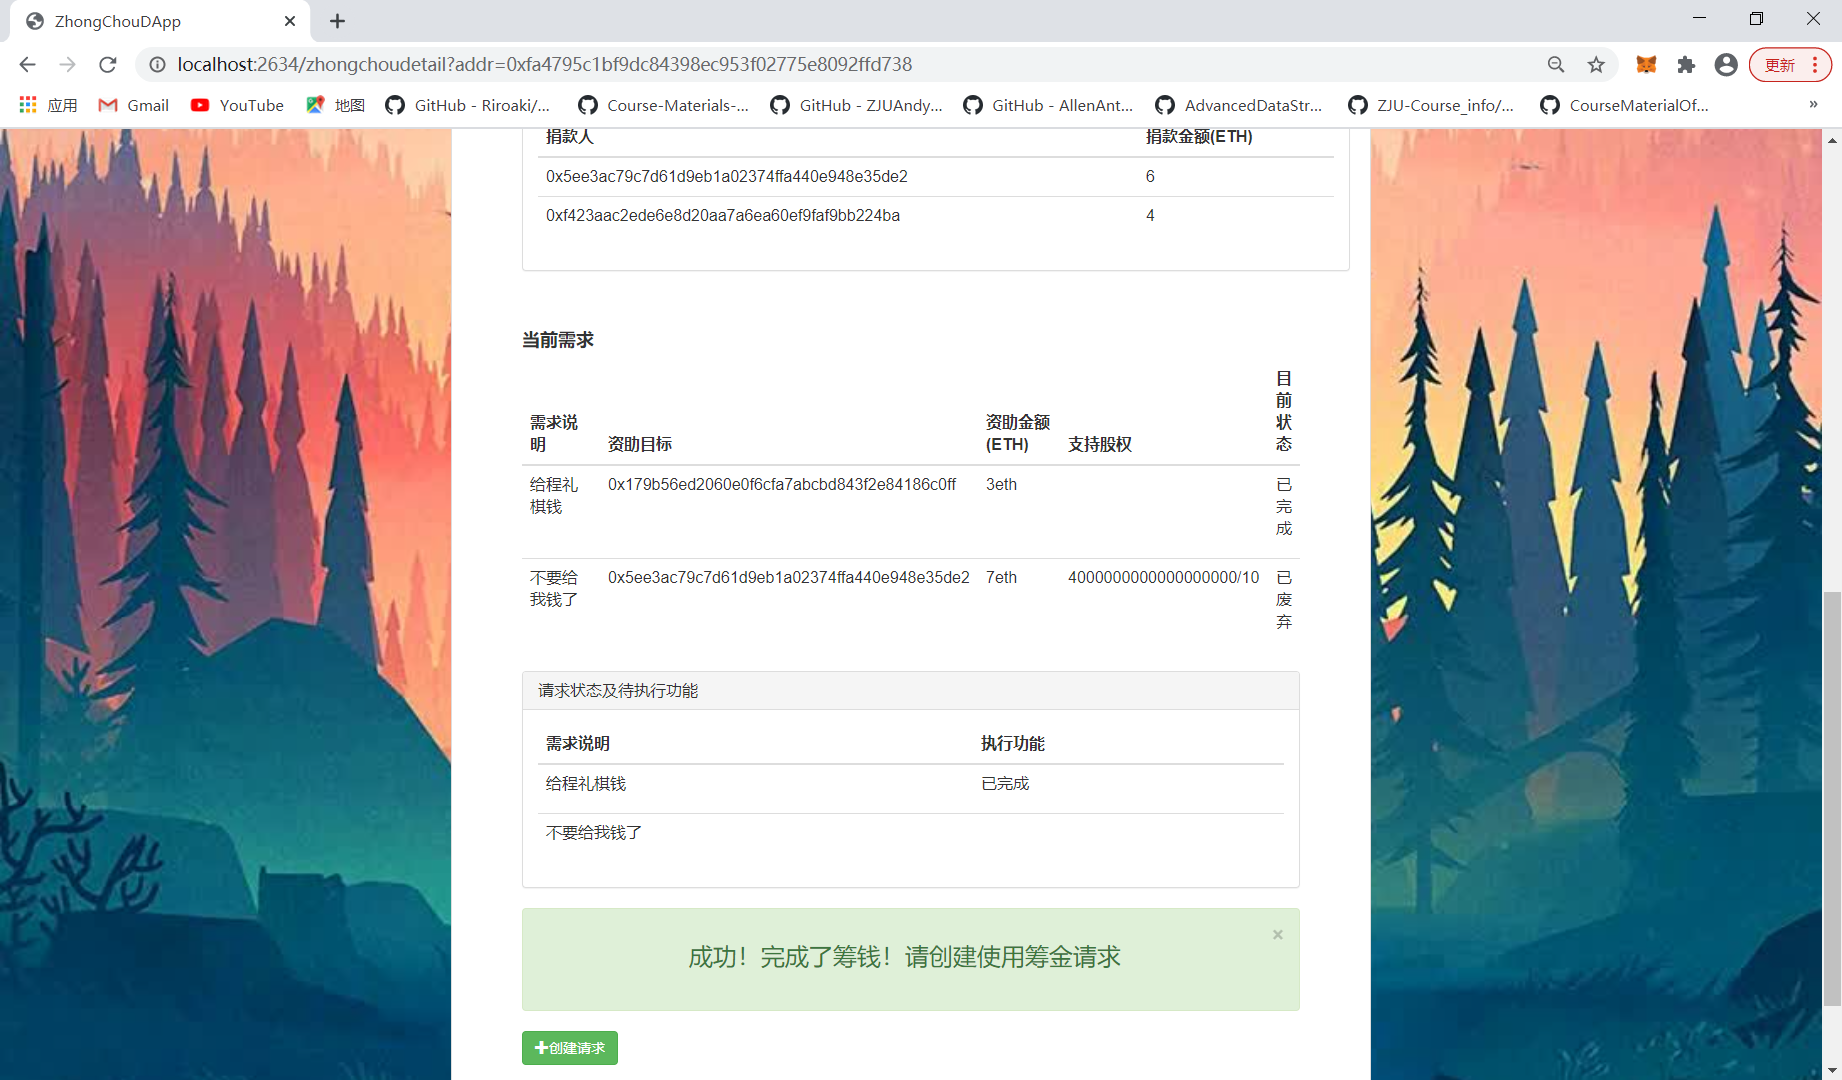 ZhongChouDApp
localhost:2634/zhongchoudetail?addr=0xfa4795c1bf9dc84398ec953f02775e8092ffd738
更新
应用 Gmail YouTube 地图 GitHub - Riroaki/... Course-Materials-... GitHub - ZJUAndy... GitHub - AllenAnt... AdvancedDataStr... ZJU-Course_info/... CourseMaterialOf... »
捐款人 捐款金额(ETH)
0x5ee3ac79c7d61d9eb1a02374ffa440e948e35de2 6
0xf423aac2ede6e8d20aa7a6ea60ef9faf9bb224ba 4
当前需求
需求说明 资助目标 资助金额(ETH) 支持股权 目前状态
给程礼棋钱 0x179b56ed2060e0f6cfa7abcbd843f2e84186c0ff 3eth 已完成
不要给我钱了 0x5ee3ac79c7d61d9eb1a02374ffa440e948e35de2 7eth 4000000000000000000/10 已废弃
请求状态及待执行功能
需求说明 执行功能
给程礼棋钱 已完成
不要给我钱了
成功！完成了筹钱！请创建使用筹金请求
×
创建请求